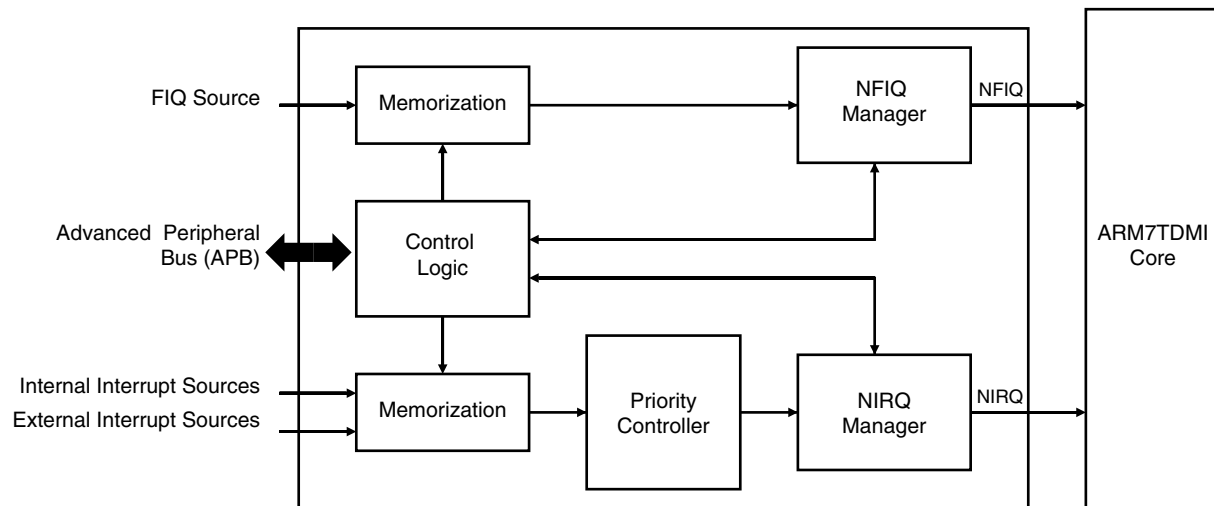 FIQ Source
Memorization
NFIQ
Manager
NFIQ
Advanced Peripheral
Bus (APB)
Control
Logic
ARM7TDMI
Core
Internal Interrupt Sources
External Interrupt Sources
Memorization
Priority
Controller
NIRQ
Manager
NIRQ